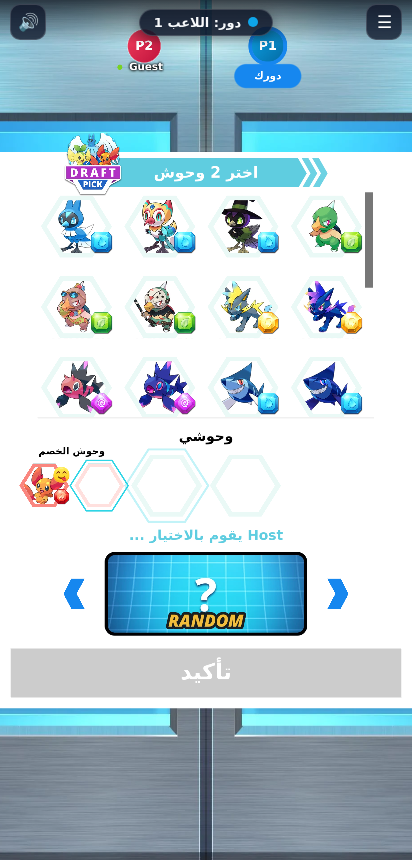 دور: اللاعب 1
P2
P1
Guest
دورك
DRAFT
PICK
اختر 2 وحوش
وحوشي
وحوش الخصم
Host يقوم بالاختيار ...
?
RANDOM
تأكيد